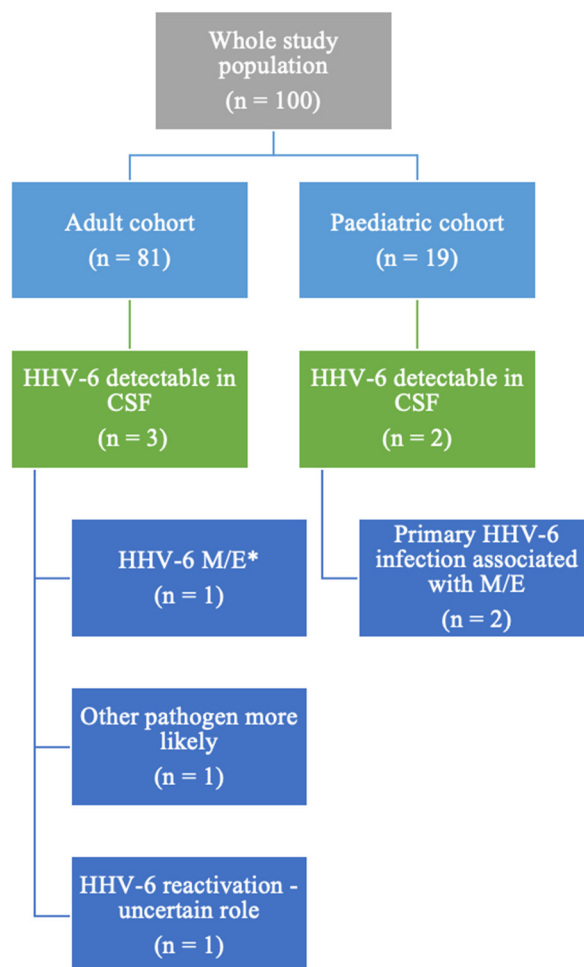 Whole study
population
(n = 100)
Adult cohort
(n = 81)
Paediatric cohort
(n = 19)
HHV-6 detectable in
CSF
(n = 3)
HHV-6 detectable in
CSF
(n = 2)
HHV-6 M/E*
(n = 1)
Primary HHV-6
infection associated
with M/E
(n = 2)
Other pathogen more
likely
(n = 1)
HHV-6 reactivation -
uncertain role
(n = 1)